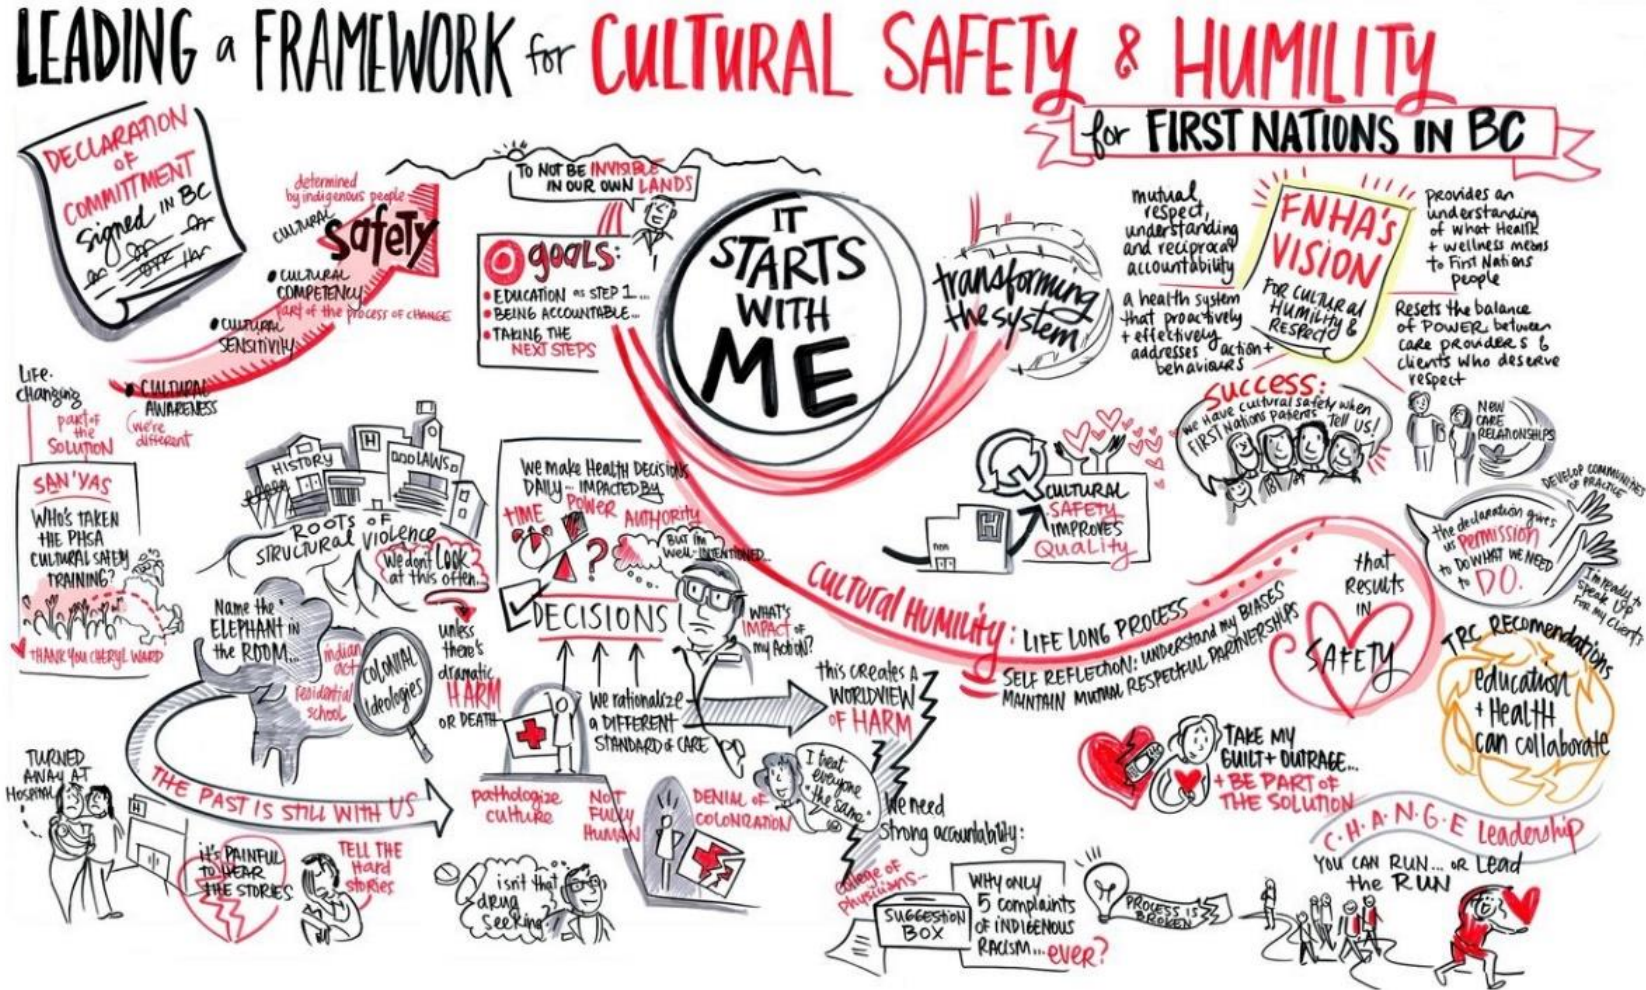 LEADING a FRAMEWORK for CULTURAL SAFETY & HUMILITY
for FIRST NATIONS IN BC
DECLARATION
OF
COMMITTMENT
Signed IN BC
determined
by indigenous people
CULTURAL
safety
• CULTURAL
COMPETENCY
Part of the process of CHANGE
• CULTURAL
SENSITIVITY
• CULTURAL
AWARENESS
(we're
different
TO NOT BE INVISIBLE
IN OUR OWN LANDS
goals:
• EDUCATION as STEP 1...
• BEING ACCOUNTABLE...
• TAKING THE
NEXT STEPS
IT
STARTS
WITH
ME
transforming
the system
mutual
respect,
understanding
and reciprocal
accountability
a health system
that proactively
+ effectively
addresses action +
behaviours
FNHA's
VISION
FOR CULTURAL
HUMILITY &
RESPECT
provides an
understanding
of what Health
+ wellness means
to First Nations
people
Resets the balance
of POWER between
care providers &
clients who deserve
respect
SUCCESS:
we have cultural safety when
FIRST Nations patients Tell US!
NEW
CARE
RELATIONSHIPS
DEVELOP COMMUNITIES
OF PRACTICE
the declaration gives
us Permission
to DO WHAT WE NEED
to DO.
I'm ready to
speak up
FOR MY clients
Life-
changing
part of
the
SOLUTION
SAN'YAS
WHO'S TAKEN
THE PHSA
CULTURAL SAFETY
TRAINING?
THANK YOU CHERYL WARD
HISTORY
H
LAWS
ROOTS OF
STRUCTURAL VIOLENCE
We don't LOOK
at this often...
unless
there's
dramatic
HARM
OR DEATH
Name the
ELEPHANT IN
the ROOM...
indian
act
residential
school
COLONIAL
Ideologies
THE PAST IS STILL WITH US
TURNED
AWAY AT
HOSPITAL
H
it's PAINFUL
TO HEAR
THE STORIES
TELL THE
Hard
stories
We make Health DECISIONS
DAILY... IMPACTED BY
TIME
POWER
AUTHORITY
?
But I'm
well-INTENTIONED...
DECISIONS
WHAT'S
IMPACT OF
my Action?
We rationalize
a DIFFERENT
STANDARD of CARE
this creates a
WORLDVIEW
OF HARM
pathologize
culture
NOT
FULLY
HUMAN
DENIAL OF
COLONIZATION
I treat
everyone
"the same"
isn't that
drug
seeking?
H
CULTURAL
SAFETY
IMPROVES
QUALITY
CULTURAL HUMILITY: LIFE LONG PROCESS
SELF REFLECTION: understand my BIASES
MAINTAIN MUTUAL RESPECTFUL PARTNERSHIPS
that
RESULTS
IN
SAFETY
TAKE MY
GUILT + OUTRAGE...
+ BE PART OF
THE SOLUTION
TRC RECOMENDATIONS
education
+ Health
can collaborate
We need
strong accountability:
college of
physicians...
SUGGESTION
BOX
WHY ONLY
5 complaints
OF INDIGENOUS
RACISM... EVER?
PROCESS IS
BROKEN
C·H·A·N·G·E Leadership
YOU CAN RUN... OR Lead
the RUN